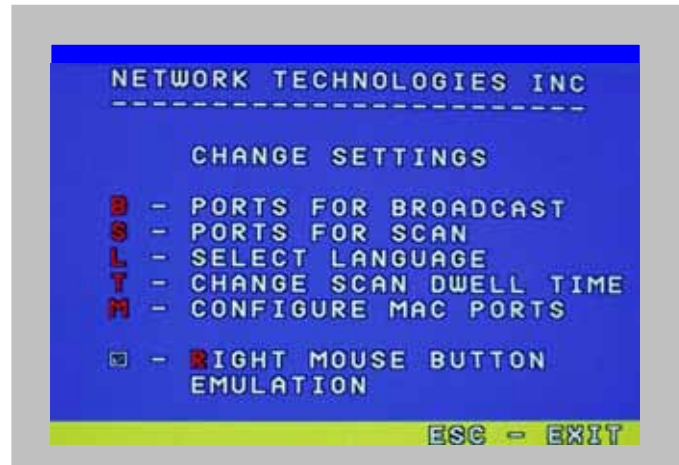 NETWORK TECHNOLOGIES INC
--------------------------
CHANGE SETTINGS
B - PORTS FOR BROADCAST
S - PORTS FOR SCAN
L - SELECT LANGUAGE
T - CHANGE SCAN DWELL TIME
M - CONFIGURE MAC PORTS
☑ - RIGHT MOUSE BUTTON
EMULATION
ESC - EXIT